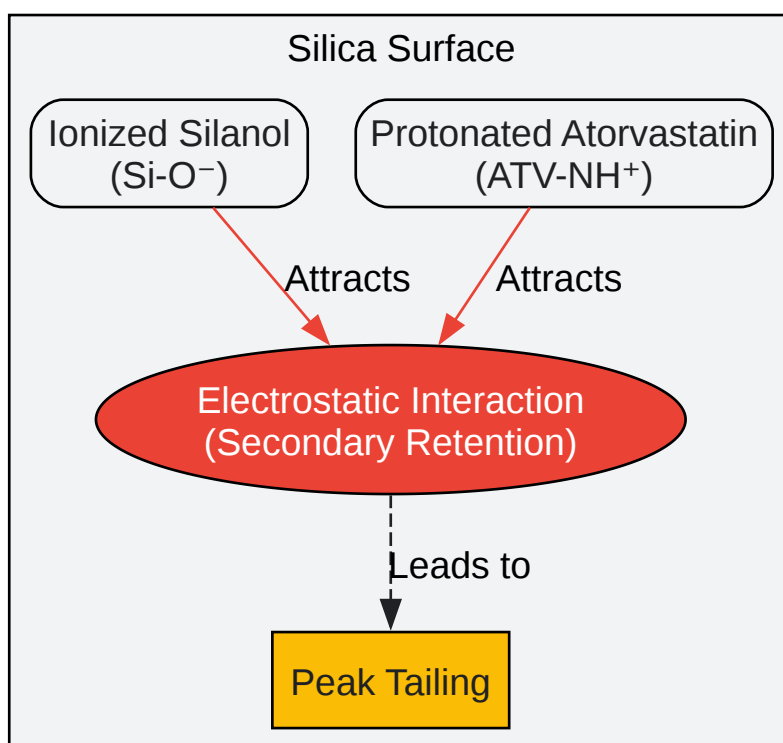 Silica Surface
Ionized Silanol
(Si-O⁻)
Protonated Atorvastatin
(ATV-NH⁺)
Attracts
Attracts
Electrostatic Interaction
(Secondary Retention)
Leads to
Peak Tailing